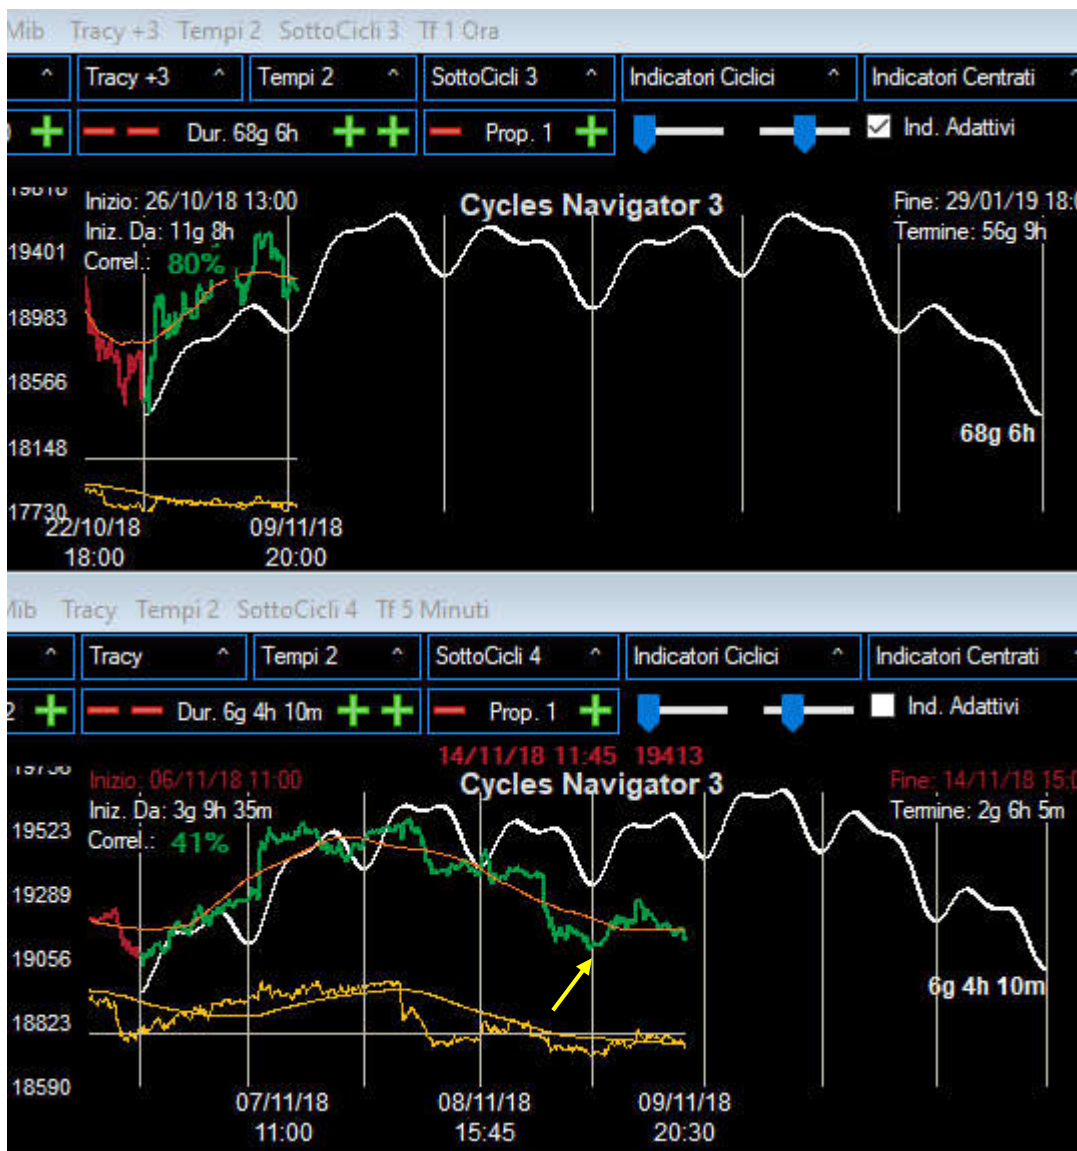 Mib Tracy +3 Tempi 2 SottoCicli 3 Tf 1 Ora
Tracy +3 ^ Tempi 2 ^ SottoCicli 3 ^ Indicatori Ciclici ^ Indicatori Centrati ^
Dur. 68g 6h Prop. 1 Ind. Adattivi
Inizio: 26/10/18 13:00 Cycles Navigator 3 Fine: 29/01/19 18:0
Iniz. Da: 11g 8h Termine: 56g 9h
19401
Correl.: 80%
18983
18566
68g 6h
18148
17730
22/10/18 09/11/18
18:00 20:00
Mib Tracy Tempi 2 SottoCicli 4 Tf 5 Minuti
^ Tracy ^ Tempi 2 ^ SottoCicli 4 ^ Indicatori Ciclici ^ Indicatori Centrati ^
2 Dur. 6g 4h 10m Prop. 1 Ind. Adattivi
14/11/18 11:45 19413
Inizio: 06/11/18 11:00 Cycles Navigator 3 Fine: 14/11/18 15:0
Iniz. Da: 3g 9h 35m Termine: 2g 6h 5m
19523
Correl.: 41%
19289
19056
6g 4h 10m
18823
18590
07/11/18 08/11/18 09/11/18
11:00 15:45 20:30